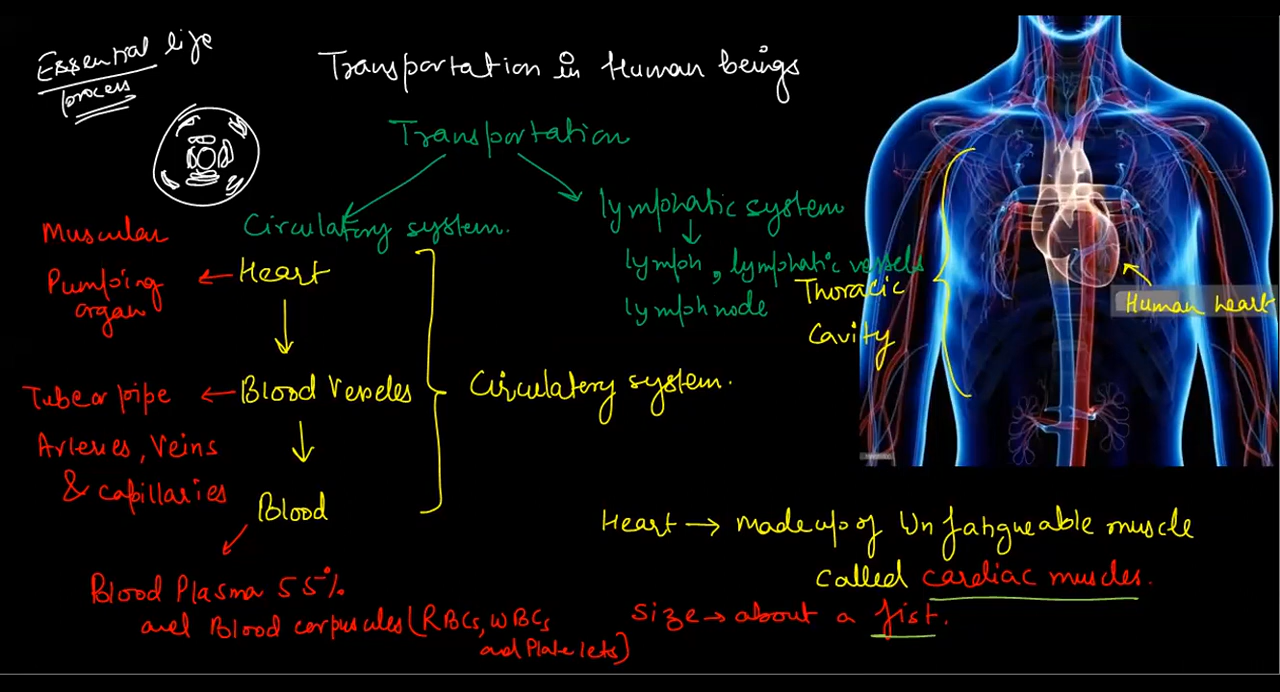 Essential life
process
Transportation in Human beings
Transportation
Circulatory system.
lymphatic system
lymph, lymphatic vessels
lymph node
Muscular
Pumping
organ
Heart
Thoracic
Cavity
Human heart
Tube or pipe
Blood Vesseles
Circulatory system.
Arteries, Veins
& capillaries
Blood
Heart → made up of Unfatigueable muscle
called cardiac muscles.
Size → about a fist.
Blood Plasma 55%
and Blood corpuscules (RBCs, WBCs
and Platelets)